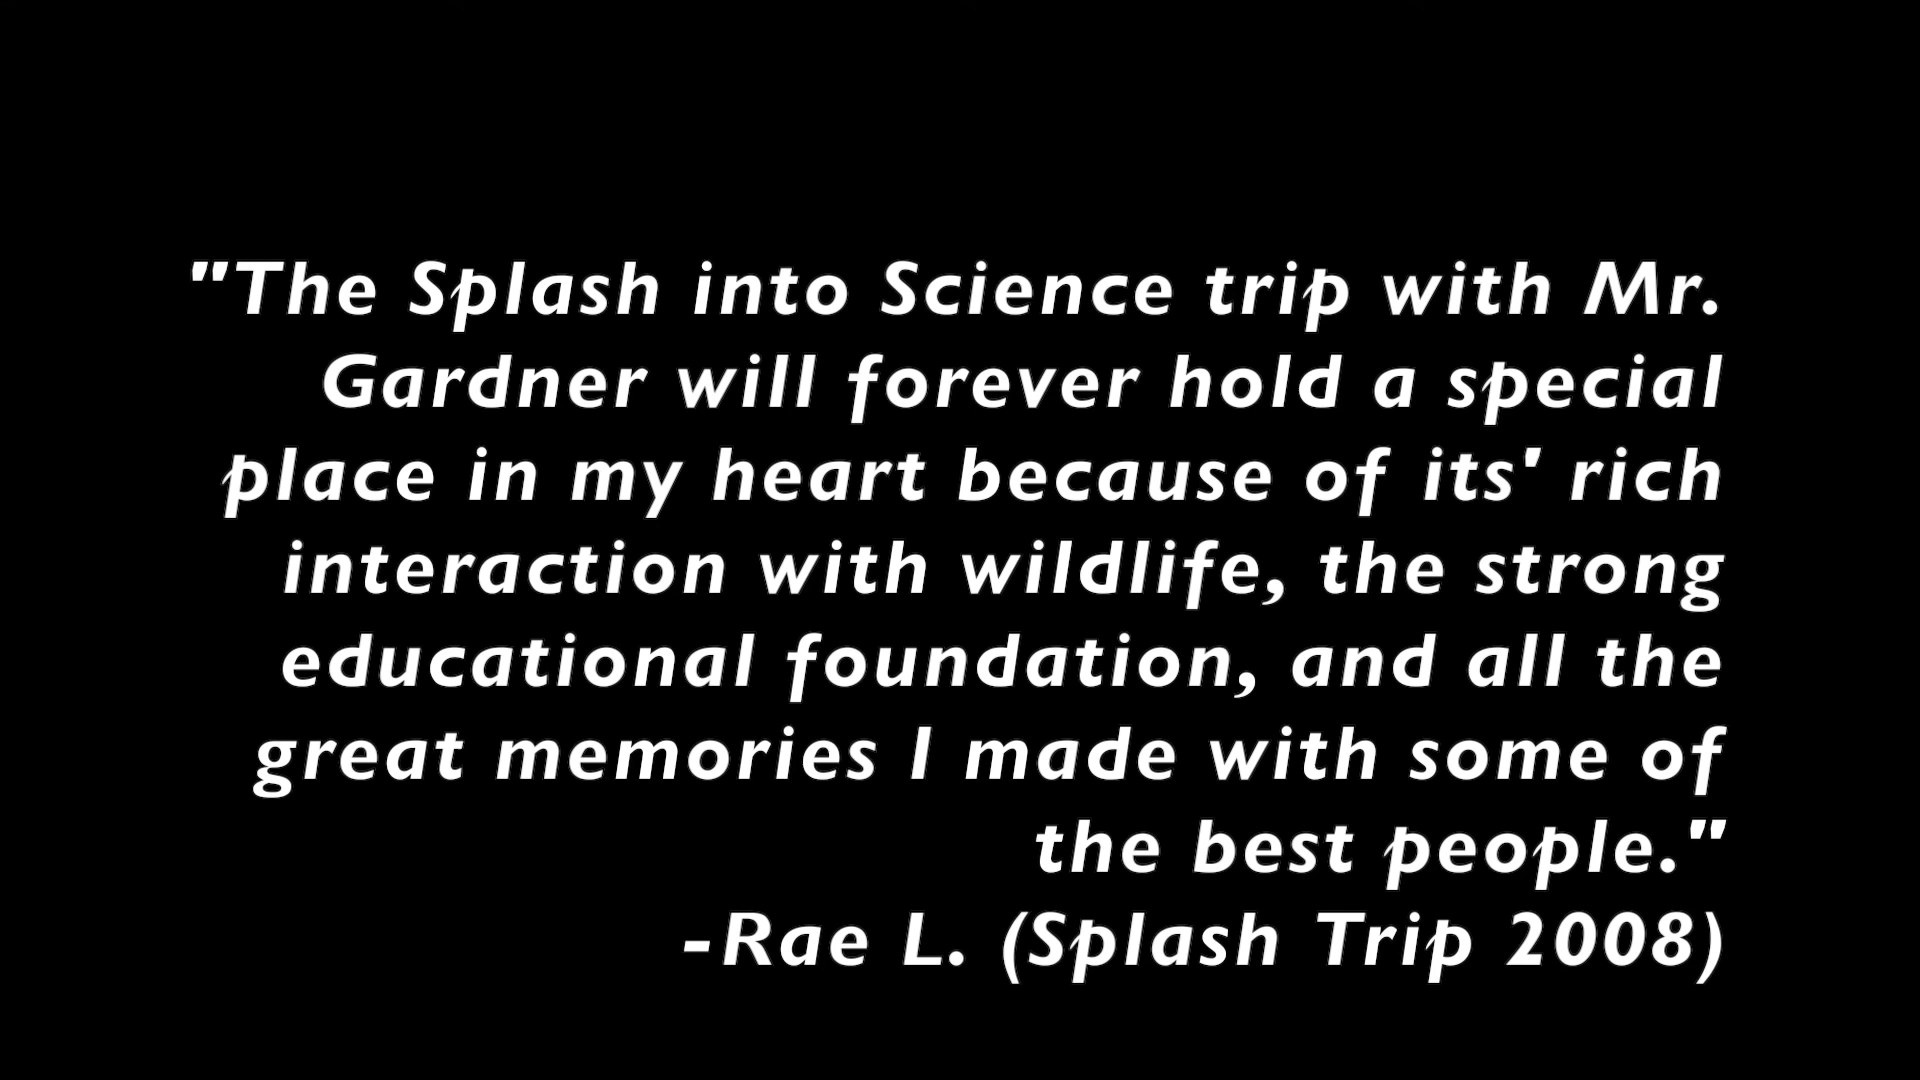 "The Splash into Science trip with Mr.
Gardner will forever hold a special
place in my heart because of its' rich
interaction with wildlife, the strong
educational foundation, and all the
great memories I made with some of
the best people."
-Rae L. (Splash Trip 2008)